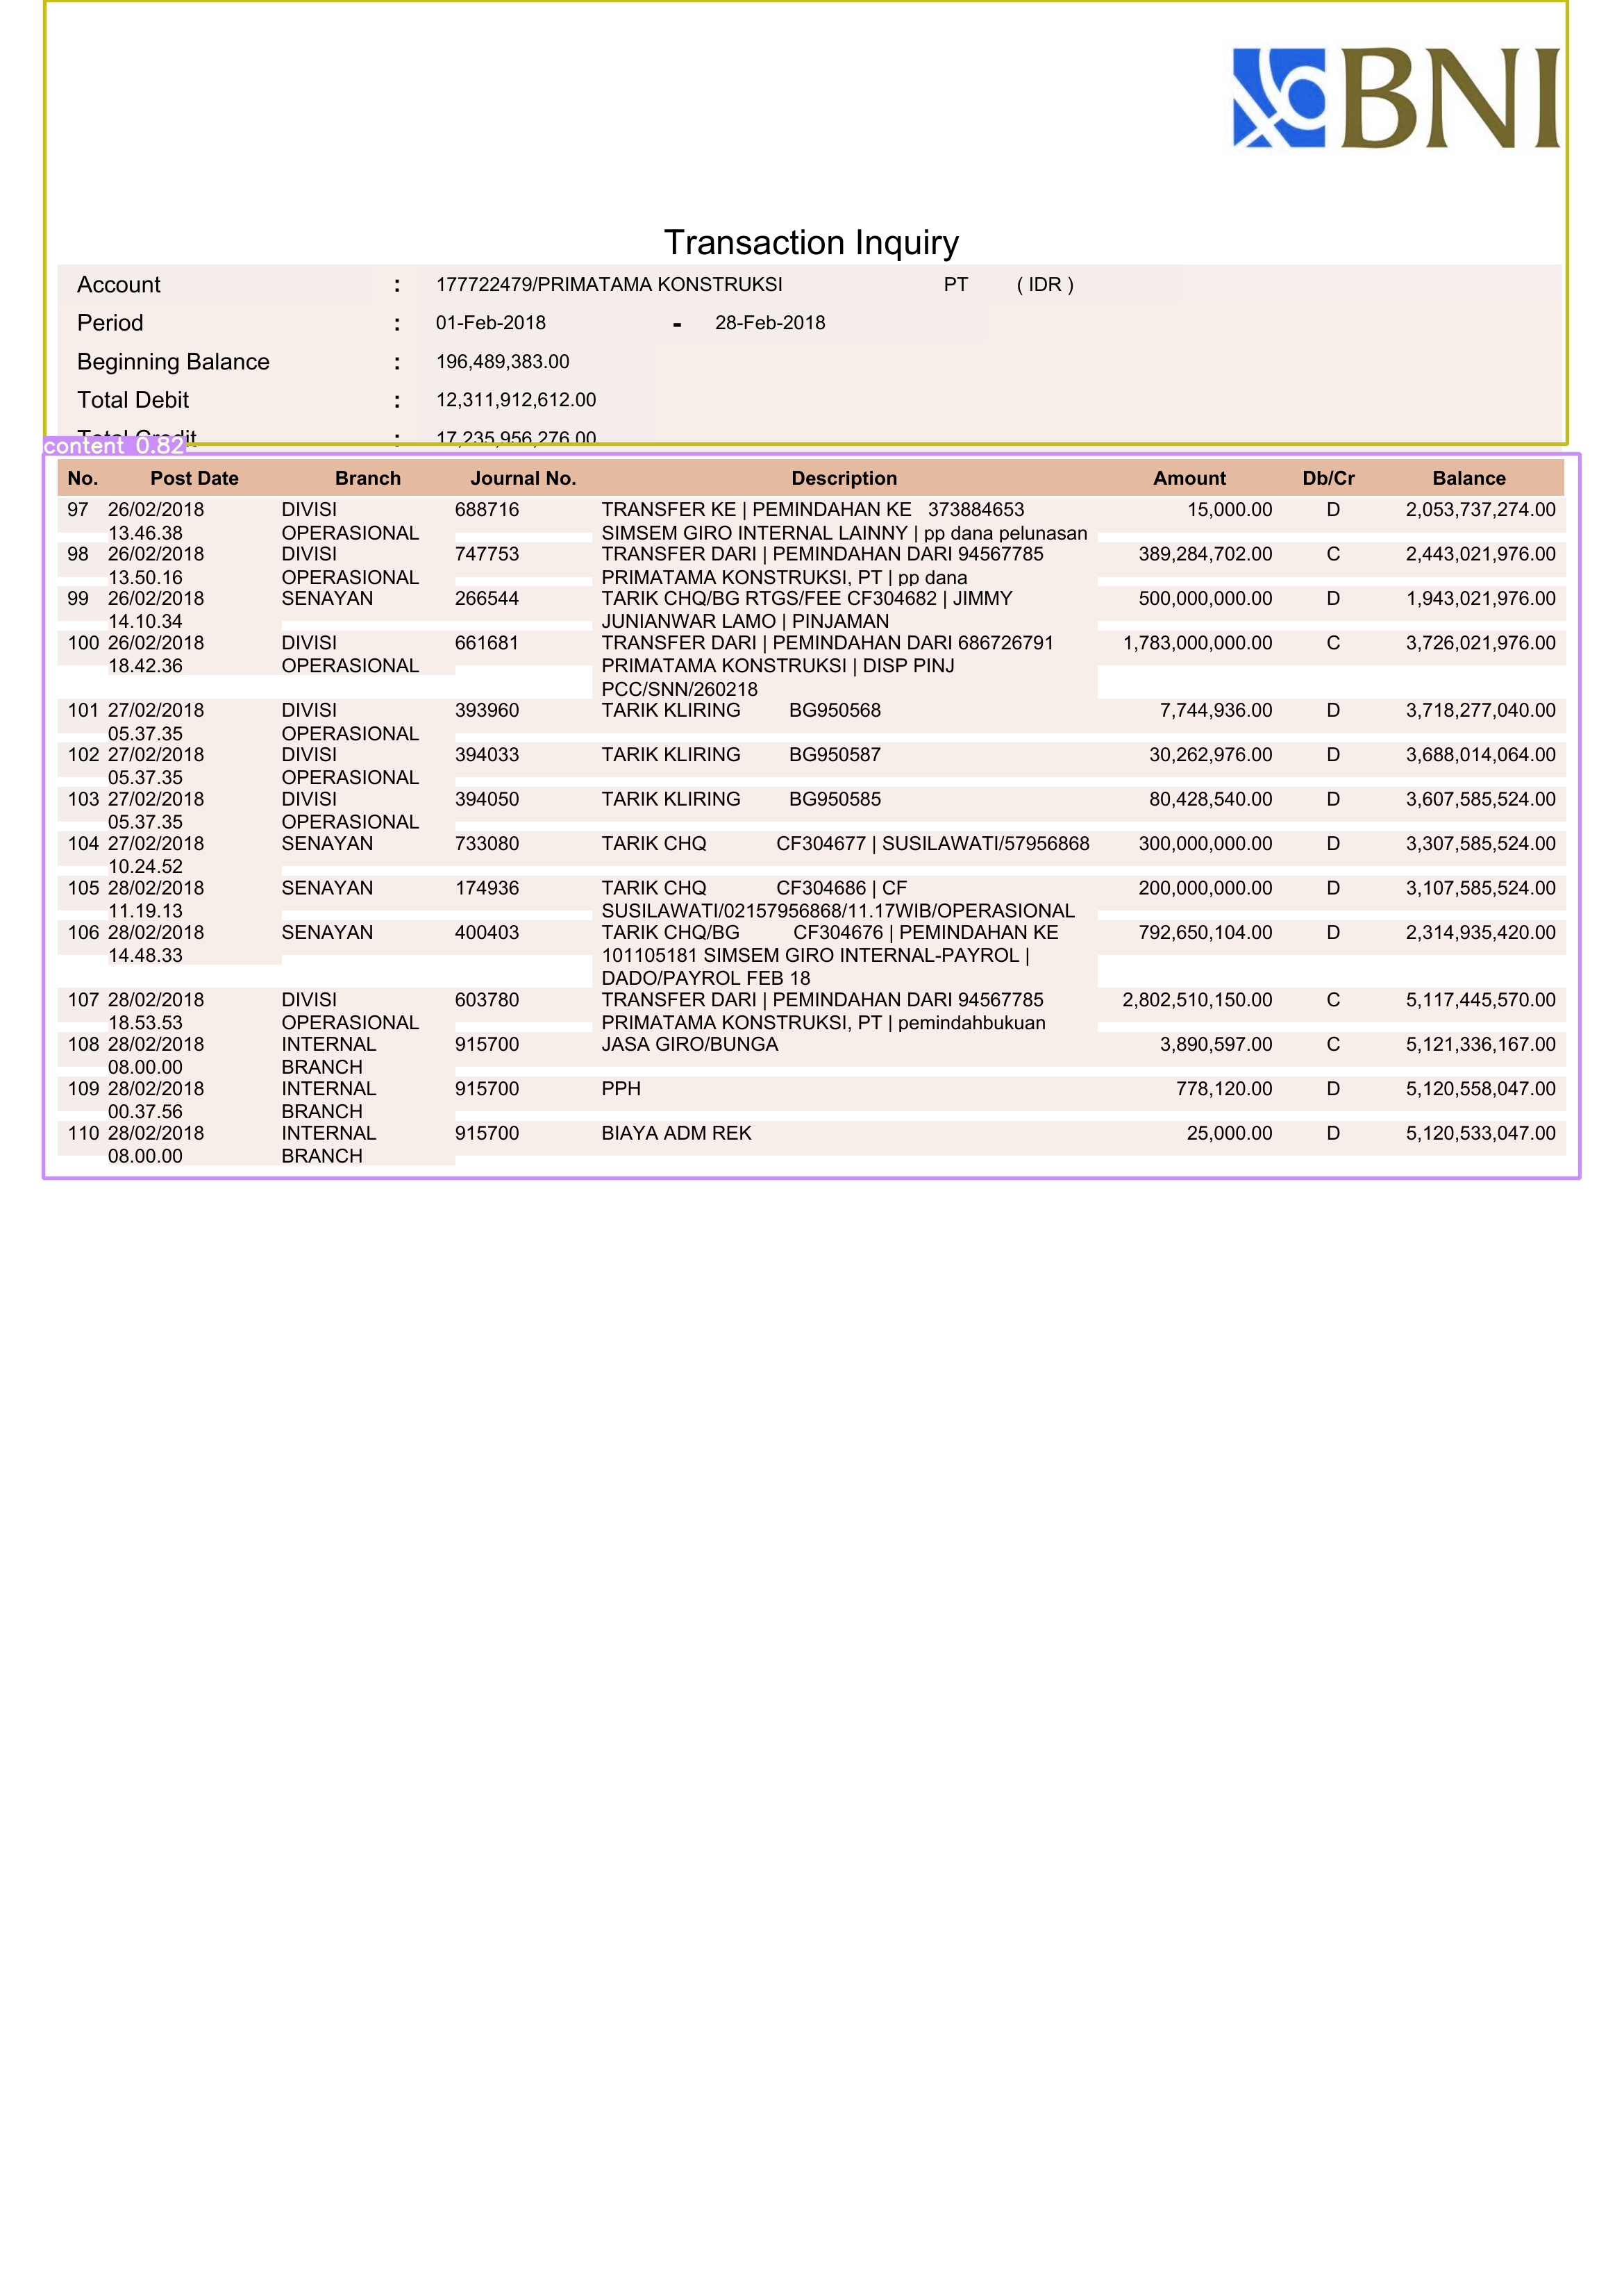 BNI
Transaction Inquiry
Account : 177722479/PRIMATAMA KONSTRUKSI PT ( IDR )
Period : 01-Feb-2018 - 28-Feb-2018
Beginning Balance : 196,489,383.00
Total Debit : 12,311,912,612.00
Total Credit : 17,235,956,276.00
content 0.82
No. Post Date Branch Journal No. Description Amount Db/Cr Balance
97 26/02/2018 DIVISI 688716 TRANSFER KE | PEMINDAHAN KE 373884653 15,000.00 D 2,053,737,274.00
13.46.38 OPERASIONAL SIMSEM GIRO INTERNAL LAINNY | pp dana pelunasan
98 26/02/2018 DIVISI 747753 TRANSFER DARI | PEMINDAHAN DARI 94567785 389,284,702.00 C 2,443,021,976.00
13.50.16 OPERASIONAL PRIMATAMA KONSTRUKSI, PT | pp dana
99 26/02/2018 SENAYAN 266544 TARIK CHQ/BG RTGS/FEE CF304682 | JIMMY 500,000,000.00 D 1,943,021,976.00
14.10.34 JUNIANWAR LAMO | PINJAMAN
100 26/02/2018 DIVISI 661681 TRANSFER DARI | PEMINDAHAN DARI 686726791 1,783,000,000.00 C 3,726,021,976.00
18.42.36 OPERASIONAL PRIMATAMA KONSTRUKSI | DISP PINJ
PCC/SNN/260218
101 27/02/2018 DIVISI 393960 TARIK KLIRING BG950568 7,744,936.00 D 3,718,277,040.00
05.37.35 OPERASIONAL
102 27/02/2018 DIVISI 394033 TARIK KLIRING BG950587 30,262,976.00 D 3,688,014,064.00
05.37.35 OPERASIONAL
103 27/02/2018 DIVISI 394050 TARIK KLIRING BG950585 80,428,540.00 D 3,607,585,524.00
05.37.35 OPERASIONAL
104 27/02/2018 SENAYAN 733080 TARIK CHQ CF304677 | SUSILAWATI/57956868 300,000,000.00 D 3,307,585,524.00
10.24.52
105 28/02/2018 SENAYAN 174936 TARIK CHQ CF304686 | CF 200,000,000.00 D 3,107,585,524.00
11.19.13 SUSILAWATI/02157956868/11.17WIB/OPERASIONAL
106 28/02/2018 SENAYAN 400403 TARIK CHQ/BG CF304676 | PEMINDAHAN KE 792,650,104.00 D 2,314,935,420.00
14.48.33 101105181 SIMSEM GIRO INTERNAL-PAYROL |
DADO/PAYROL FEB 18
107 28/02/2018 DIVISI 603780 TRANSFER DARI | PEMINDAHAN DARI 94567785 2,802,510,150.00 C 5,117,445,570.00
18.53.53 OPERASIONAL PRIMATAMA KONSTRUKSI, PT | pemindahbukuan
108 28/02/2018 INTERNAL 915700 JASA GIRO/BUNGA 3,890,597.00 C 5,121,336,167.00
08.00.00 BRANCH
109 28/02/2018 INTERNAL 915700 PPH 778,120.00 D 5,120,558,047.00
00.37.56 BRANCH
110 28/02/2018 INTERNAL 915700 BIAYA ADM REK 25,000.00 D 5,120,533,047.00
08.00.00 BRANCH